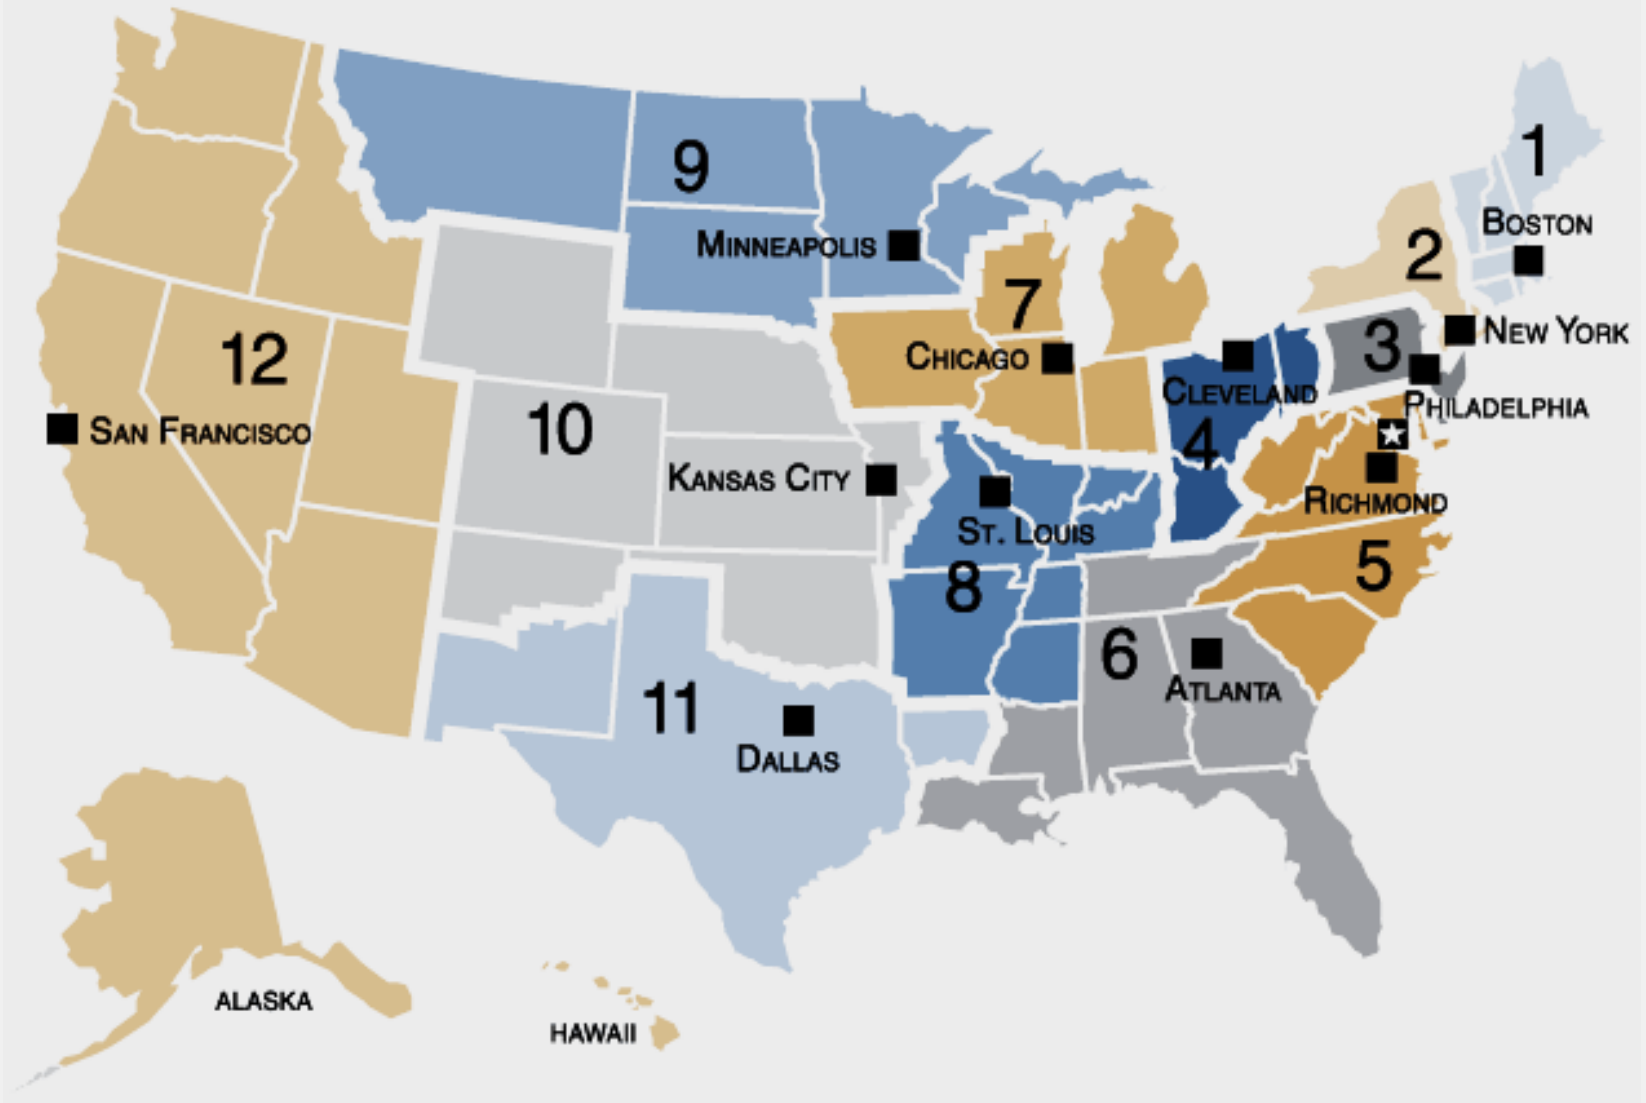 1
9
BOSTON
MINNEAPOLIS
2
7
NEW YORK
12
3
CHICAGO
CLEVELAND
PHILADELPHIA
SAN FRANCISCO
10
4
KANSAS CITY
RICHMOND
ST. LOUIS
5
8
6
ATLANTA
11
DALLAS
ALASKA
HAWAII